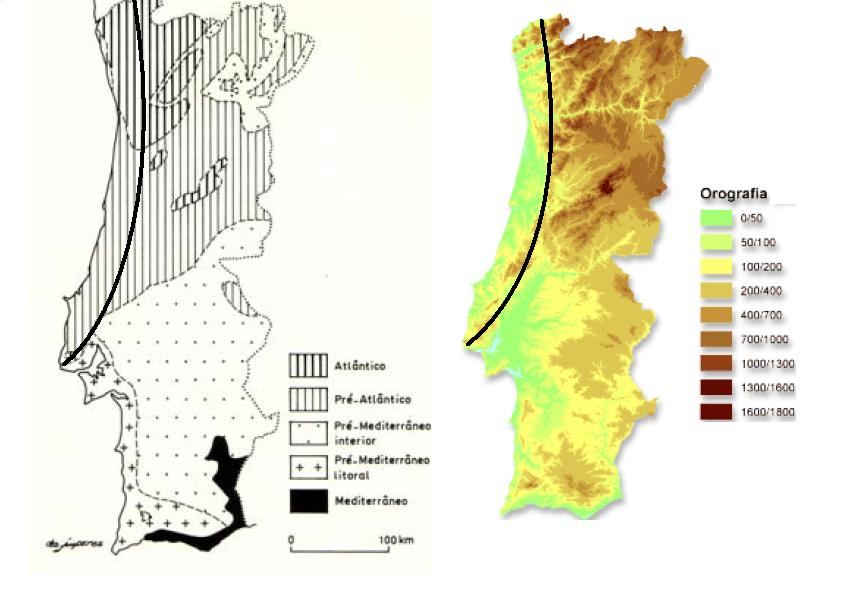 Atlântico
Pré-Atlântico
Pré-Mediterrâneo
interior
Pré-Mediterrâneo
litoral
Mediterrâneo
0
100 km
Orografia
0/50
50/100
100/200
200/400
400/700
700/1000
1000/1300
1300/1600
1600/1800